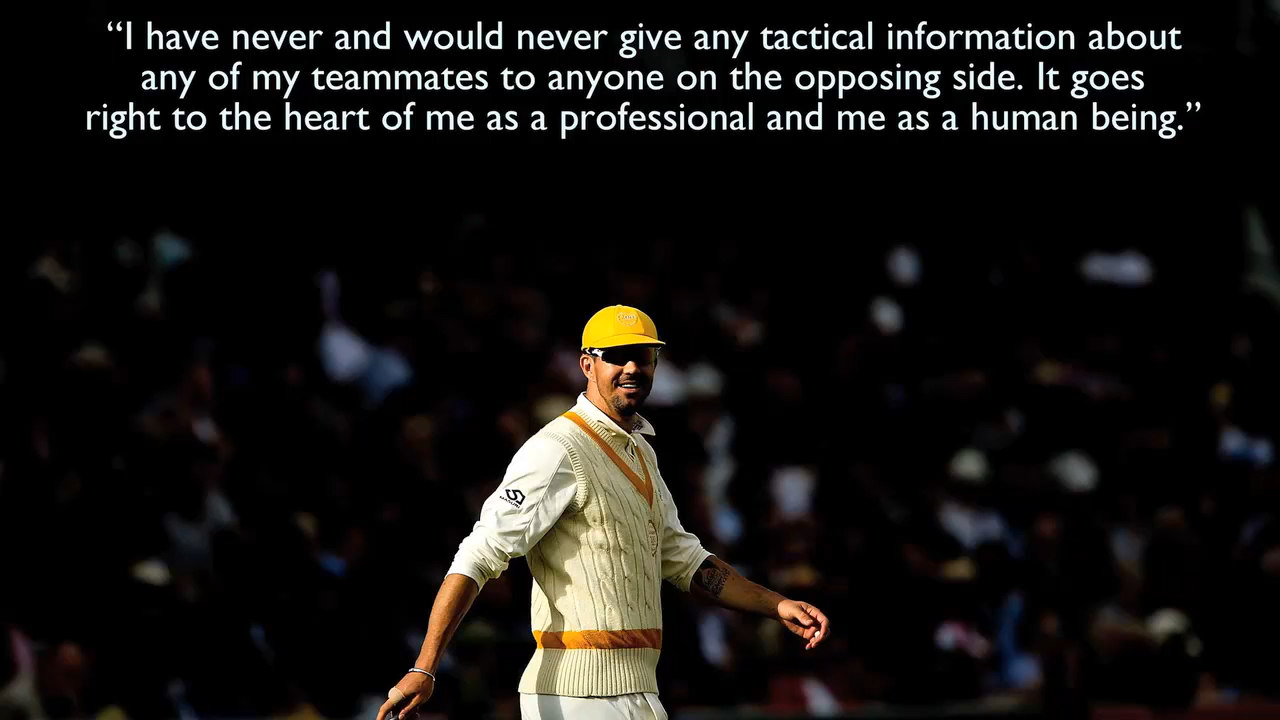 “I have never and would never give any tactical information about
any of my teammates to anyone on the opposing side. It goes
right to the heart of me as a professional and me as a human being.”